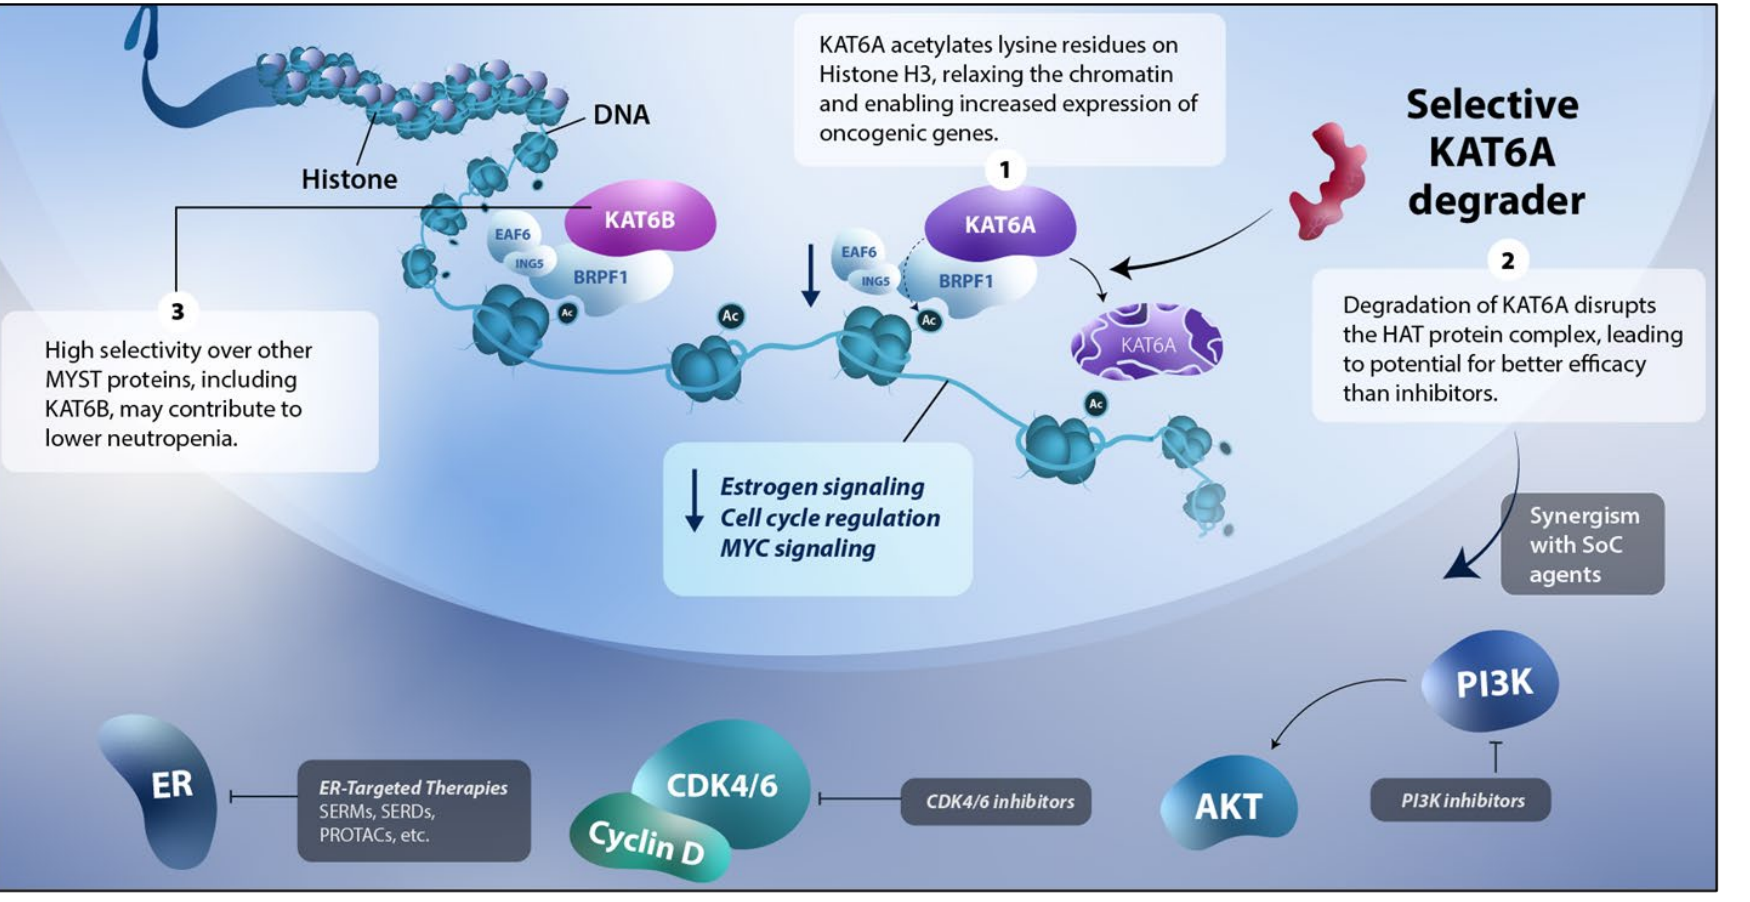 KAT6A acetylates lysine residues on
Histone H3, relaxing the chromatin
and enabling increased expression of
oncogenic genes.
1
Selective
KAT6A
degrader
DNA
Histone
KAT6B
EAF6
ING5
BRPF1
Ac
Ac
KAT6A
EAF6
ING5
BRPF1
Ac
KAT6A
Ac
2
Degradation of KAT6A disrupts
the HAT protein complex, leading
to potential for better efficacy
than inhibitors.
3
High selectivity over other
MYST proteins, including
KAT6B, may contribute to
lower neutropenia.
Estrogen signaling
Cell cycle regulation
MYC signaling
Synergism
with SoC
agents
ER
ER-Targeted Therapies
SERMs, SERDs,
PROTACs, etc.
CDK4/6
Cyclin D
CDK4/6 inhibitors
AKT
PI3K
PI3K inhibitors